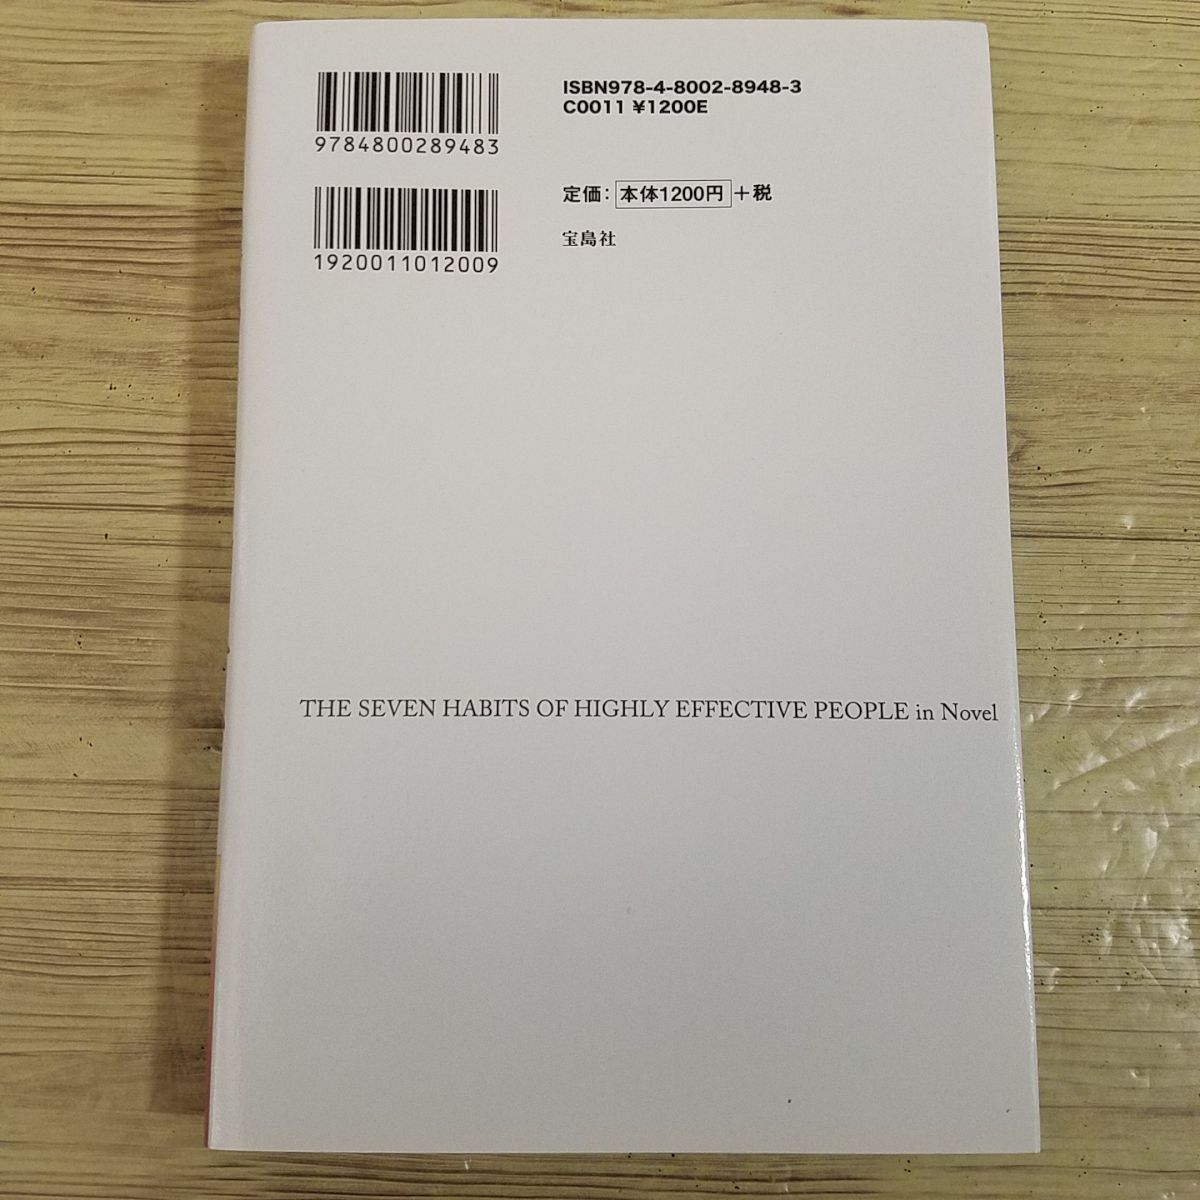 ISBN978-4-8002-8948-3
C0011 ¥1200E
9784800289483
定価：本体1200円＋税
宝島社
1920011012009
THE SEVEN HABITS OF HIGHLY EFFECTIVE PEOPLE in Novel